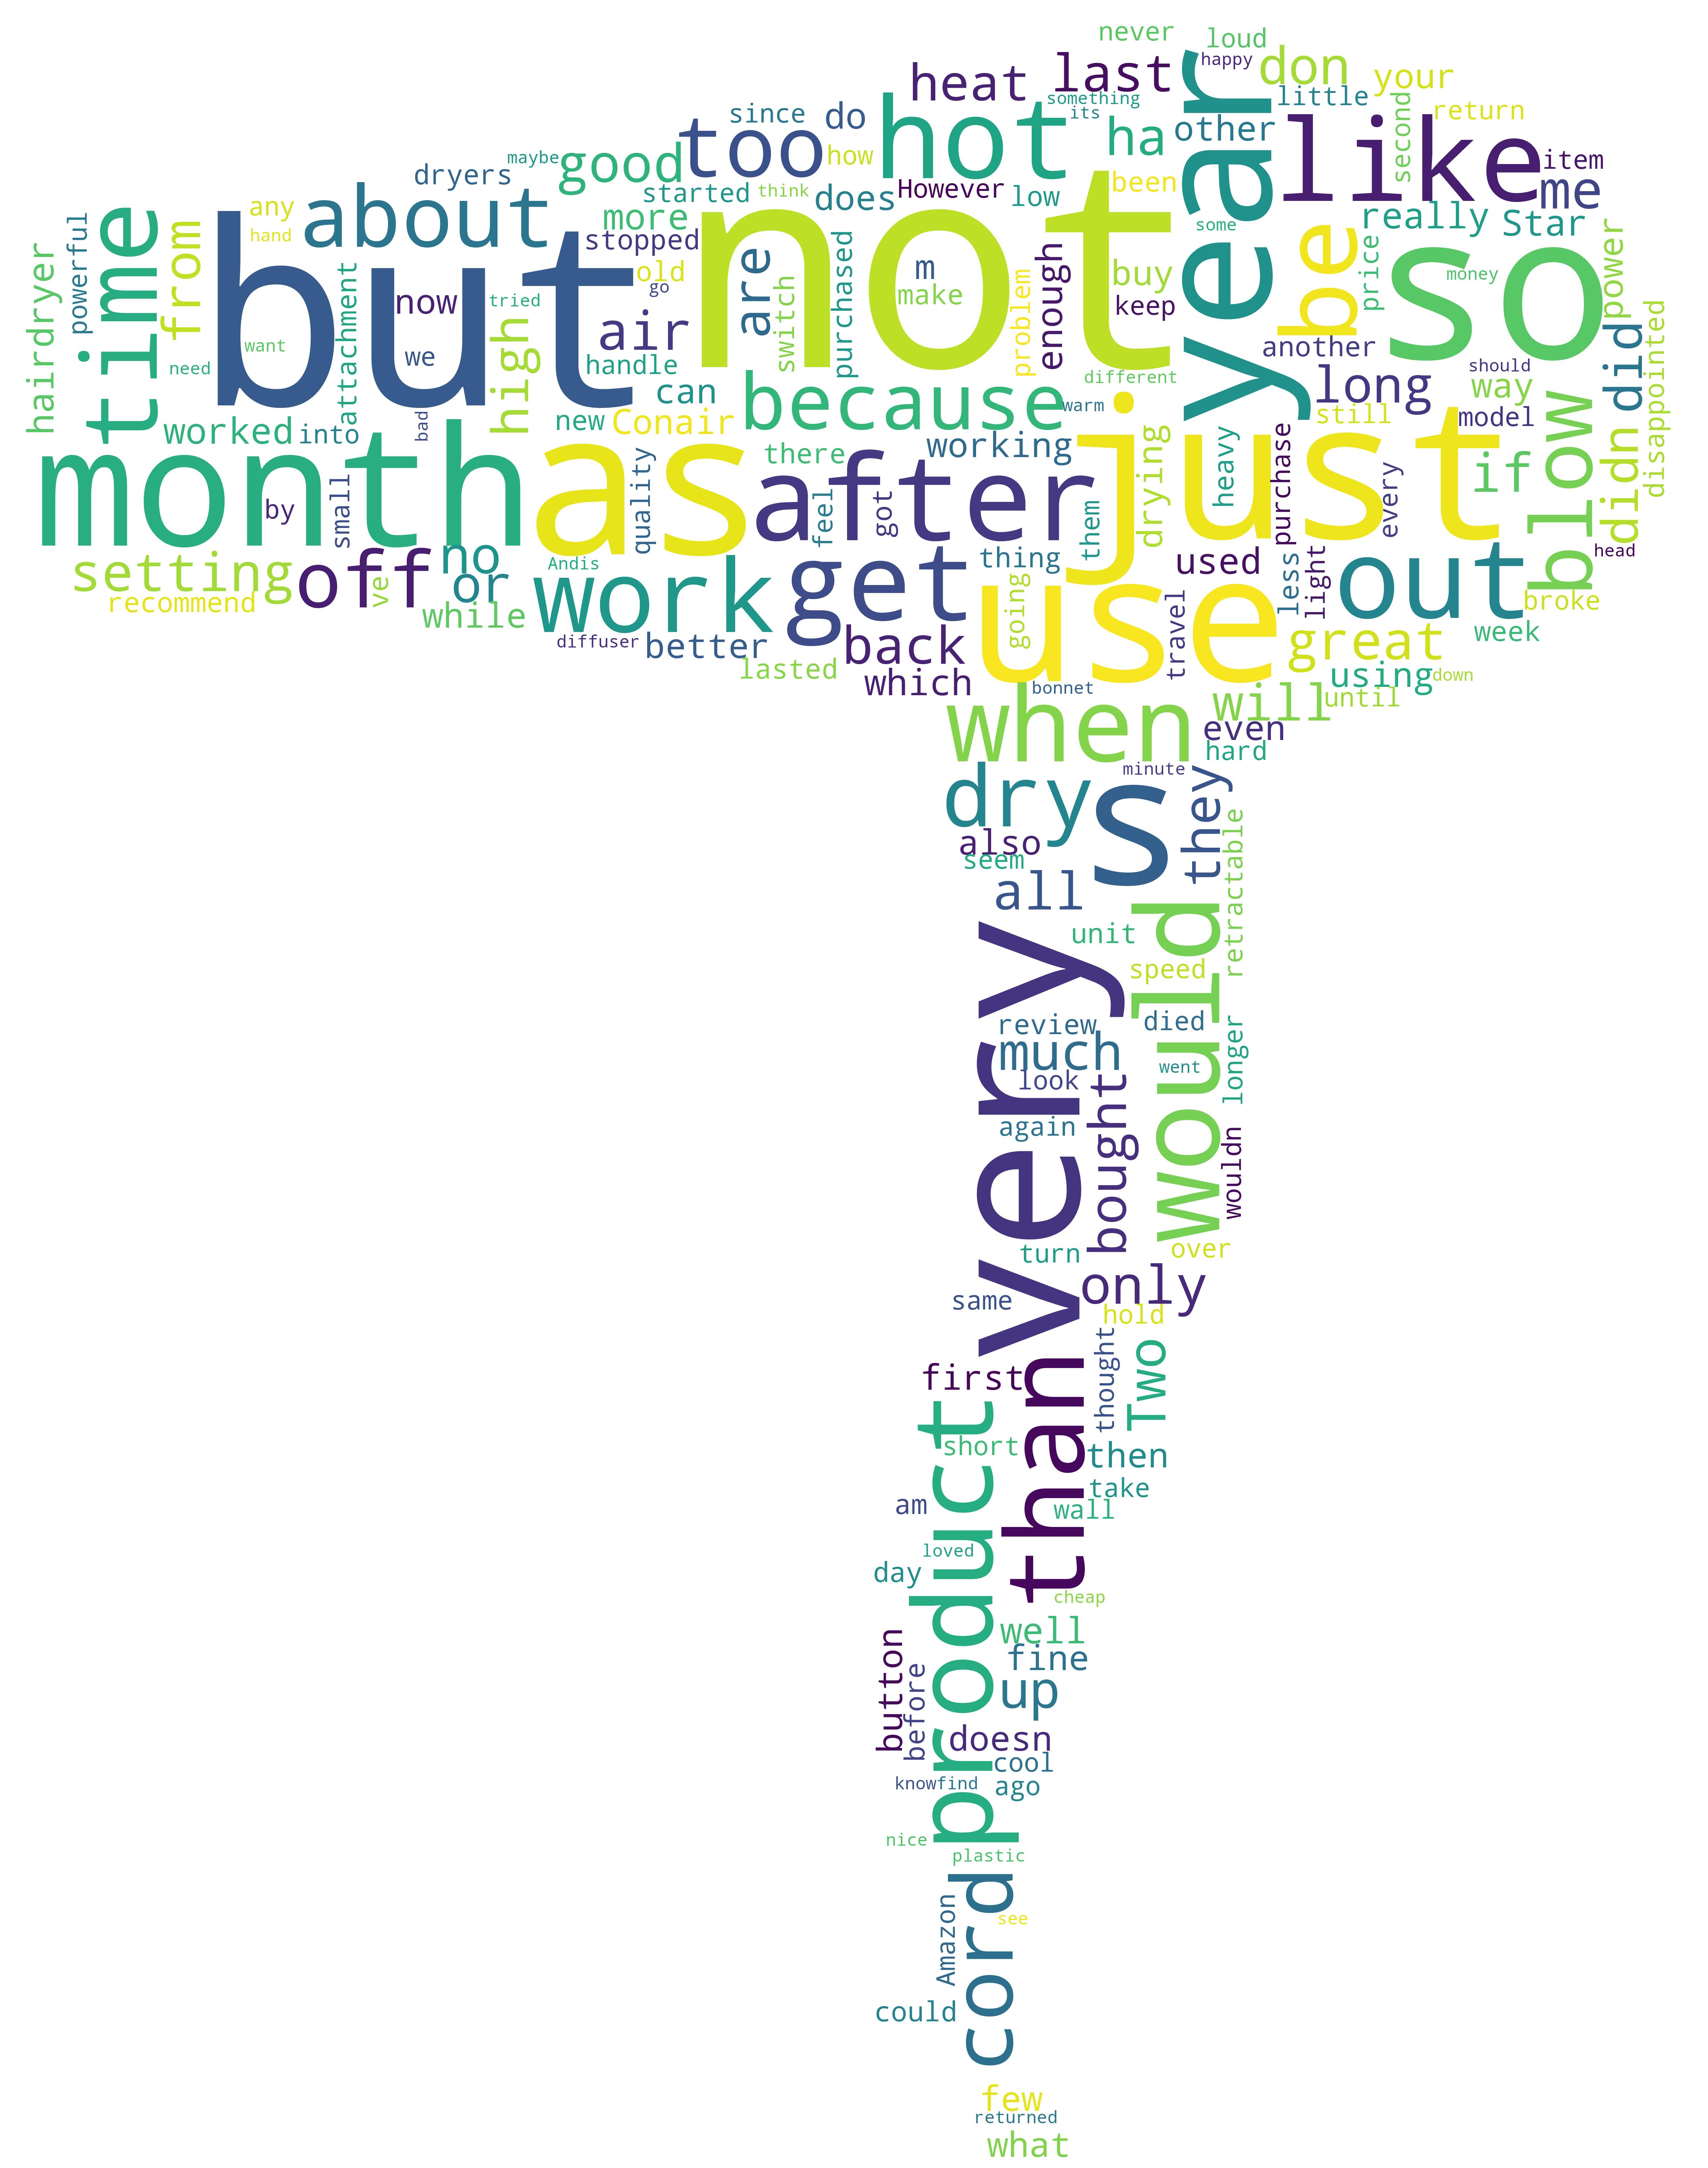 never
loud
happy
heat
last
year
don
your
something
its
little
second
return
since
do
too
hot
ha
other
like
item
me
dryers
maybe
good
how
started
think
does
However
low
been
really
Star
any
hand
about
more
stopped
not
some
be
price
so
money
power
powerful
hairdryer
time
from
but
attachment
now
we
want
need
bad
tried
high
old
go
air
handle
are
switch
purchased
m
make
problem
enough
buy
keep
different
another
should
long
way
did
disappointed
worked
into
new
Conair
can
because
warm
just
still
model
blow
didn
month
by
small
as
quality
there
after
feel
got
working
them
drying
heavy
purchase
every
if
setting
recommend
off
ve
no
or
while
Andis
work
diffuser
better
lasted
get
back
which
thing
going
use
used
travel
less
light
out
head
broke
great
week
using
down
until
bonnet
when
will
even
hard
dry
minute
s
they
also
seem
all
retractable
unit
would
speed
very
review
died
much
look
went
longer
again
bought
wouldn
turn
over
only
same
hold
first
than
thought
Two
product
short
then
take
am
wall
loved
day
cheap
button
well
fine
before
up
doesn
cool
know
find
ago
nice
plastic
cord
Amazon
see
could
few
returned
what